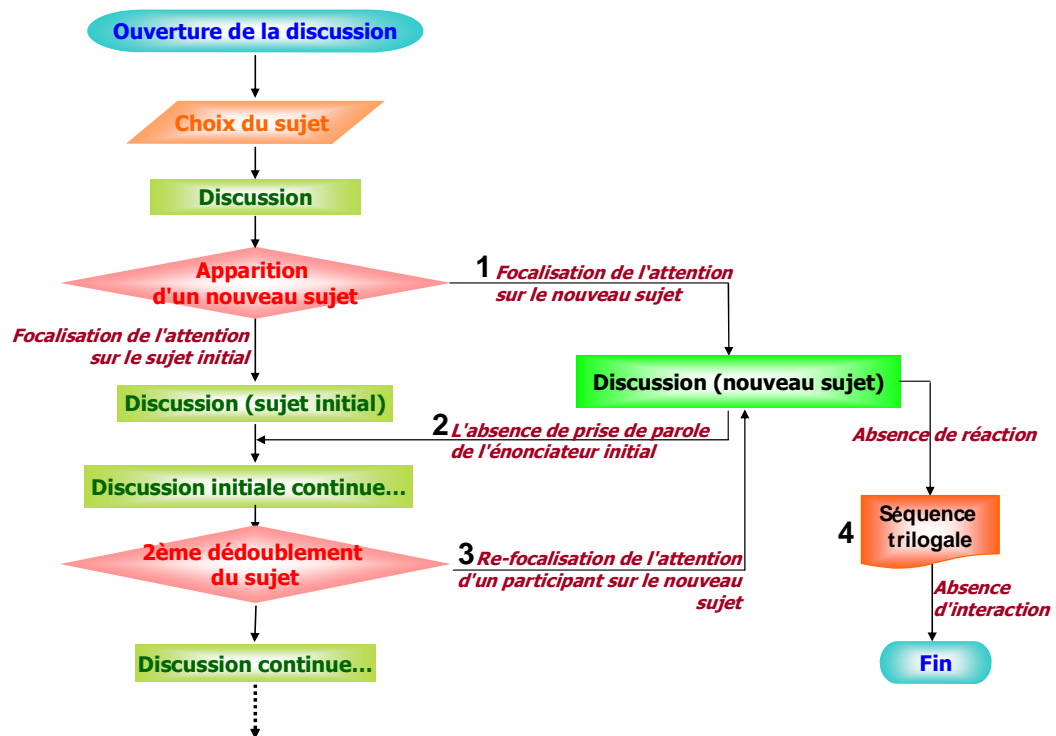 Ouverture de la discussion
Choix du sujet
Discussion
Apparition
d'un nouveau sujet
1 Focalisation de l'attention
sur le nouveau sujet
Focalisation de l'attention
sur le sujet initial
Discussion (nouveau sujet)
Discussion (sujet initial)
2 L'absence de prise de parole
de l'énonciateur initial
Absence de réaction
Discussion initiale continue...
4
Séquence
trilogale
2ème dédoublement
du sujet
3 Re-focalisation de l'attention
d'un participant sur le nouveau
sujet
Absence
d'interaction
Discussion continue...
Fin